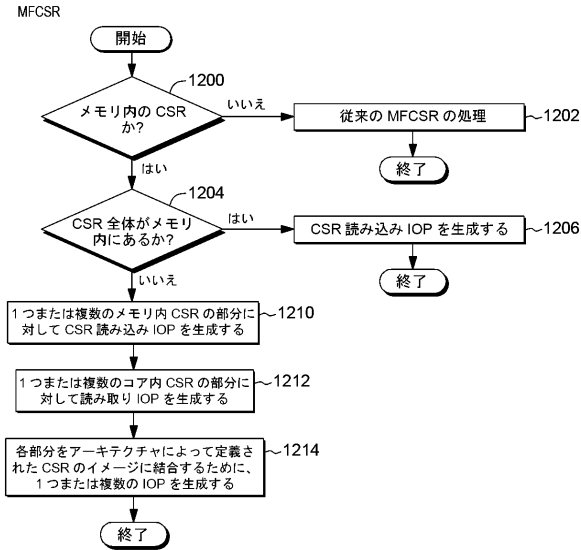 MFCSR
開始
1200
メモリ内の CSR
か?
いいえ
従来の MFCSR の処理
1202
終了
はい
1204
CSR 全体がメモリ
内にあるか?
はい
CSR 読み込み IOP を生成する
1206
終了
いいえ
1つまたは複数のメモリ内 CSR の部分に
対して CSR 読み込み IOP を生成する
1210
1つまたは複数のコア内 CSR の部分に
対して読み取り IOP を生成する
1212
各部分をアーキテクチャによって定義さ
れた CSR のイメージに結合するために、
1つまたは複数の IOP を生成する
1214
終了